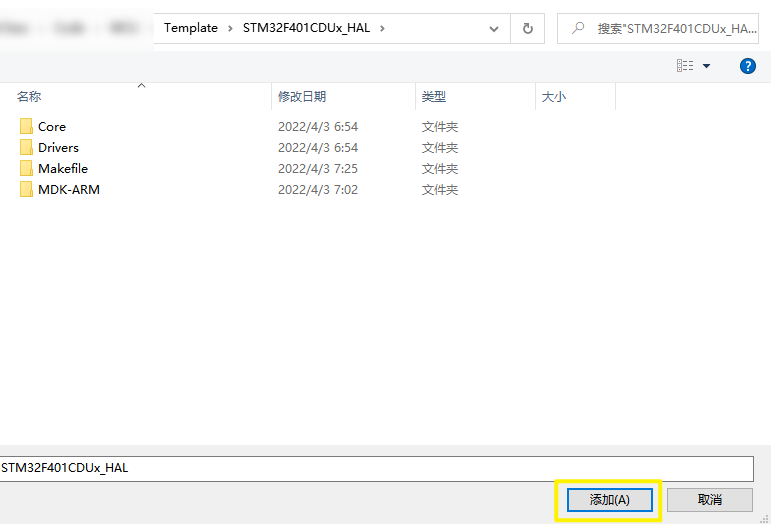 Template > STM32F401CDUx_HAL >
搜索"STM32F401CDUx_HA...
名称 修改日期 类型 大小
Core 2022/4/3 6:54 文件夹
Drivers 2022/4/3 6:54 文件夹
Makefile 2022/4/3 7:25 文件夹
MDK-ARM 2022/4/3 7:02 文件夹
STM32F401CDUx_HAL
添加(A) 取消